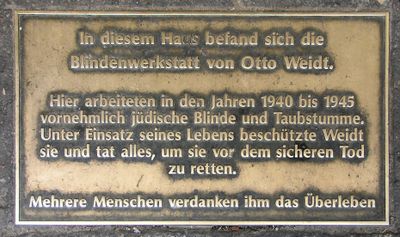 In diesem Haus befand sich die
Blindenwerkstatt von Otto Weidt.
Hier arbeiteten in den Jahren 1940 bis 1945
vornehmlich jüdische Blinde und Taubstumme.
Unter Einsatz seines Lebens beschützte Weidt
sie und tat alles, um sie vor dem sicheren Tod
zu retten.
Mehrere Menschen verdanken ihm das Überleben